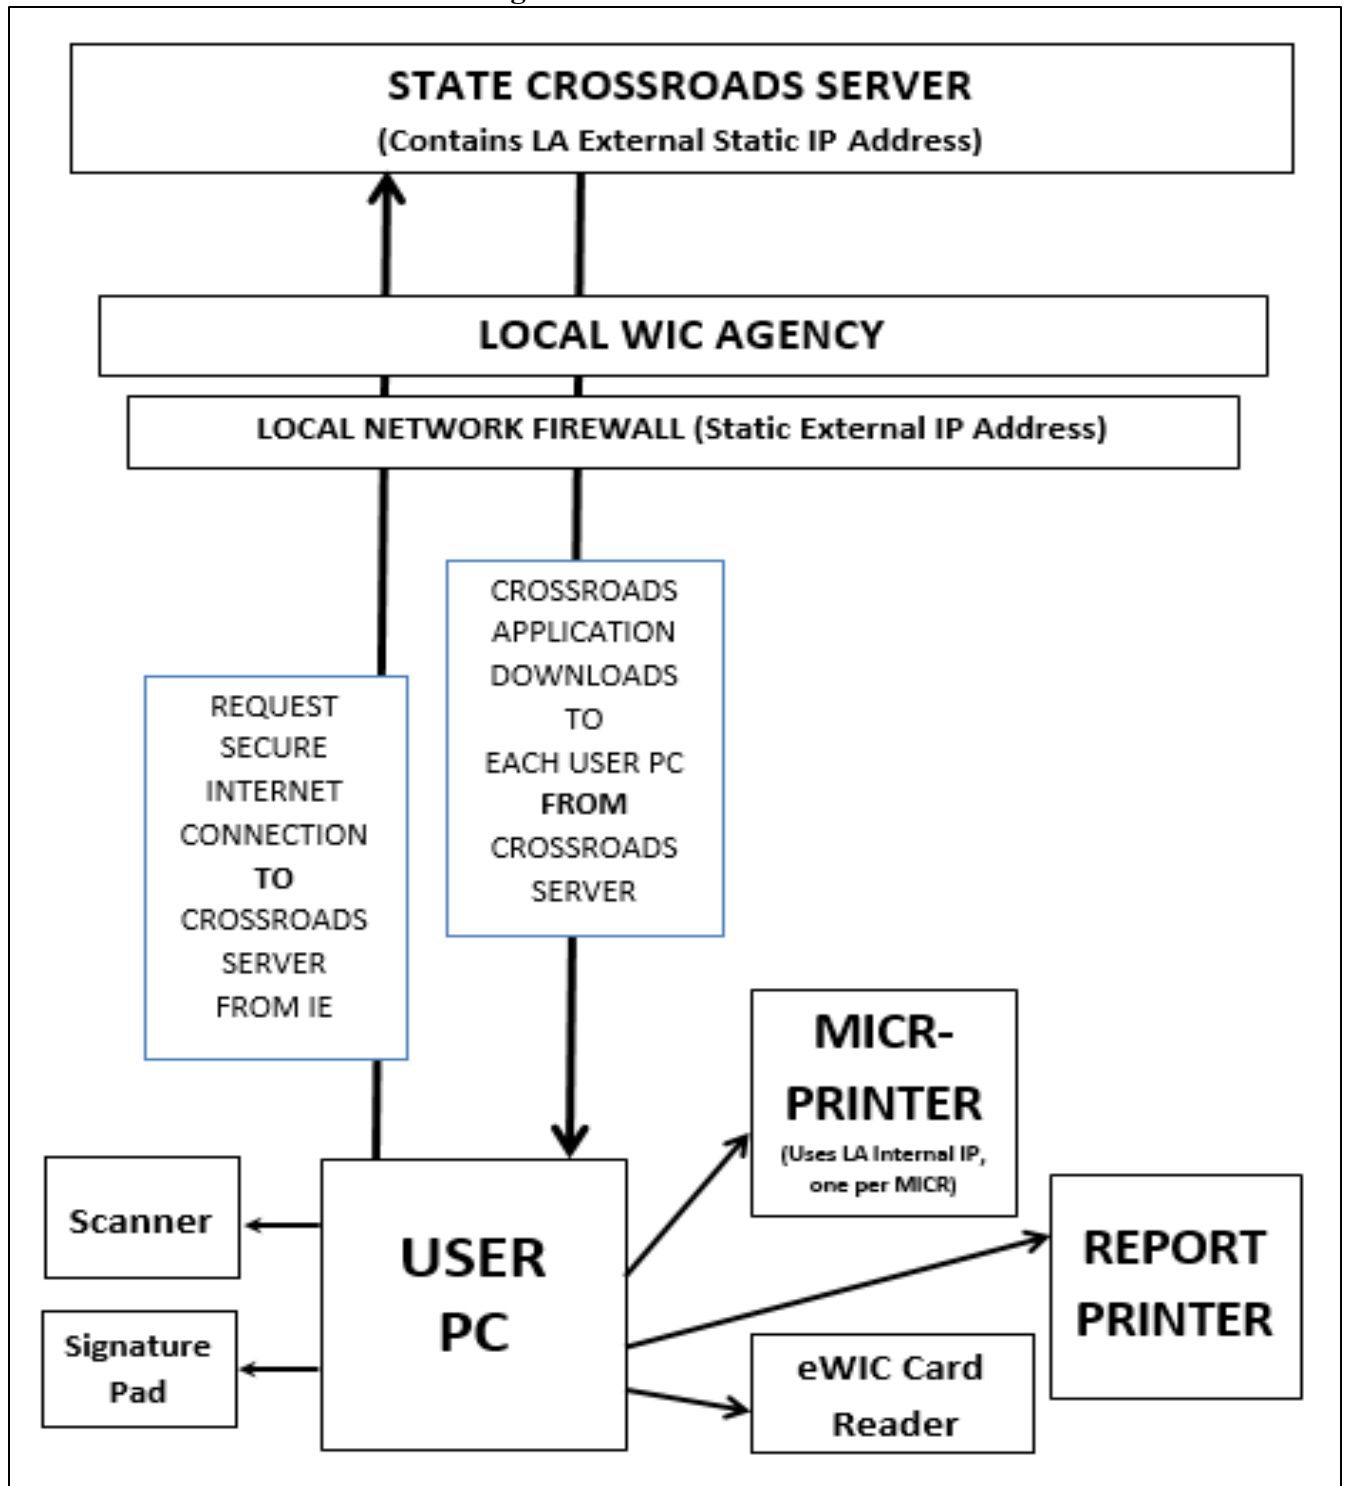 STATE CROSSROADS SERVER
(Contains LA External Static IP Address)
LOCAL WIC AGENCY
LOCAL NETWORK FIREWALL (Static External IP Address)
CROSSROADS
APPLICATION
DOWNLOADS
TO
EACH USER PC
FROM
CROSSROADS
SERVER
REQUEST
SECURE
INTERNET
CONNECTION
TO
CROSSROADS
SERVER
FROM IE
MICR-
PRINTER
(Uses LA Internal IP,
one per MICR)
Scanner
USER
PC
REPORT
PRINTER
Signature
Pad
eWIC Card
Reader